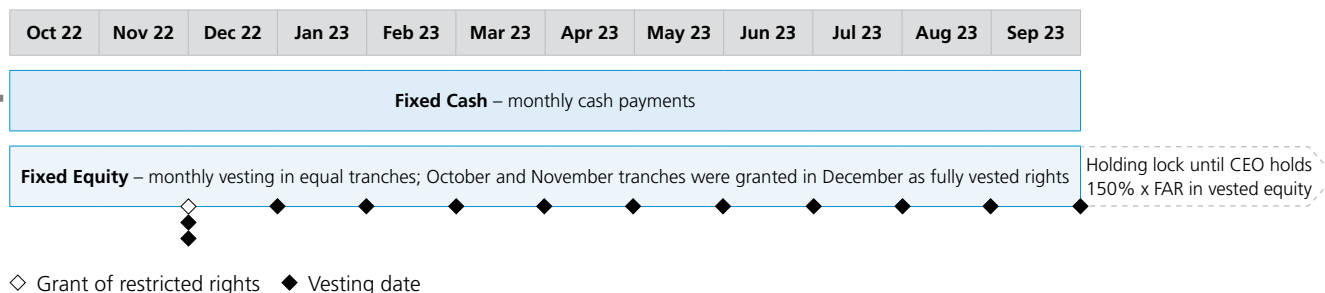 Oct 22 Nov 22 Dec 22 Jan 23 Feb 23 Mar 23 Apr 23 May 23 Jun 23 Jul 23 Aug 23 Sep 23
Fixed Cash – monthly cash payments
Fixed Equity – monthly vesting in equal tranches; October and November tranches were granted in December as fully vested rights
Holding lock until CEO holds
150% x FAR in vested equity
Grant of restricted rights Vesting date